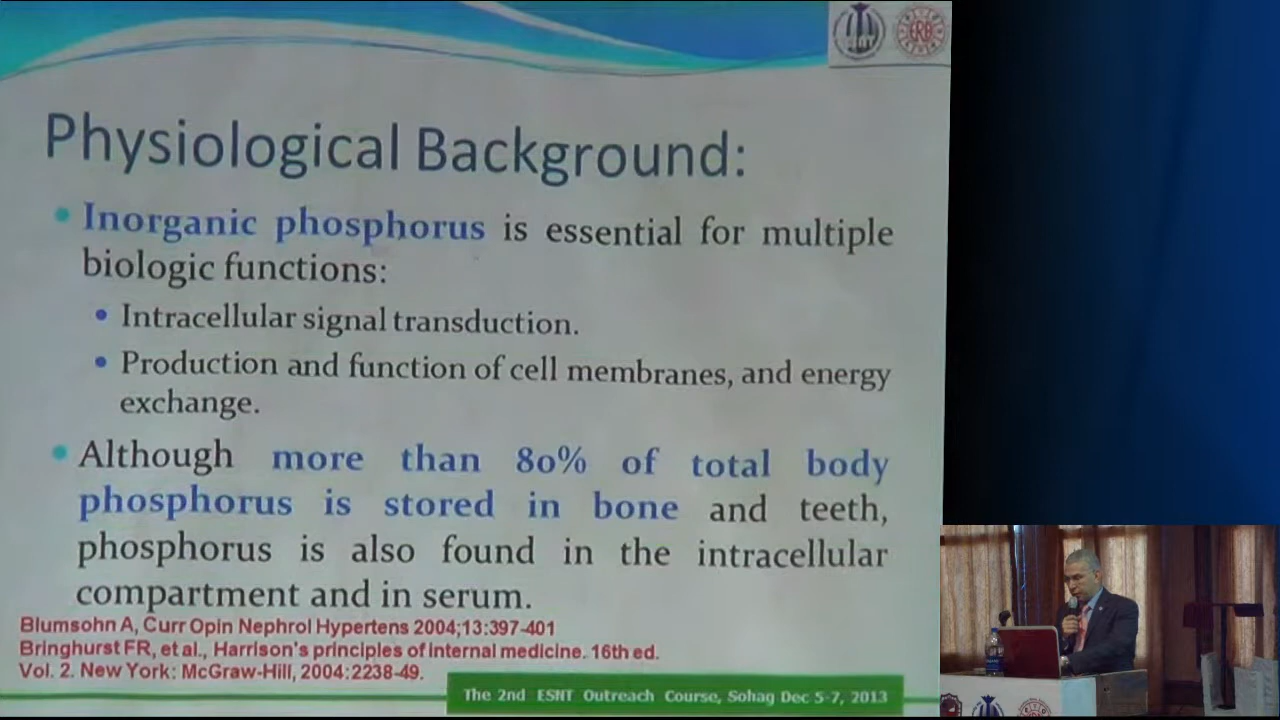 ERB
Physiological Background:
Inorganic phosphorus is essential for multiple
biologic functions:
Intracellular signal transduction.
Production and function of cell membranes, and energy
exchange.
Although more than 80% of total body
phosphorus is stored in bone and teeth,
phosphorus is also found in the intracellular
compartment and in serum.
Blumsohn A, Curr Opin Nephrol Hypertens 2004;13:397-401
Bringhurst FR, et al., Harrison's principles of internal medicine. 16th ed.
Vol. 2. New York: McGraw-Hill, 2004:2238-49.
The 2nd ESNT Outreach Course, Sohag Dec 5-7, 2013